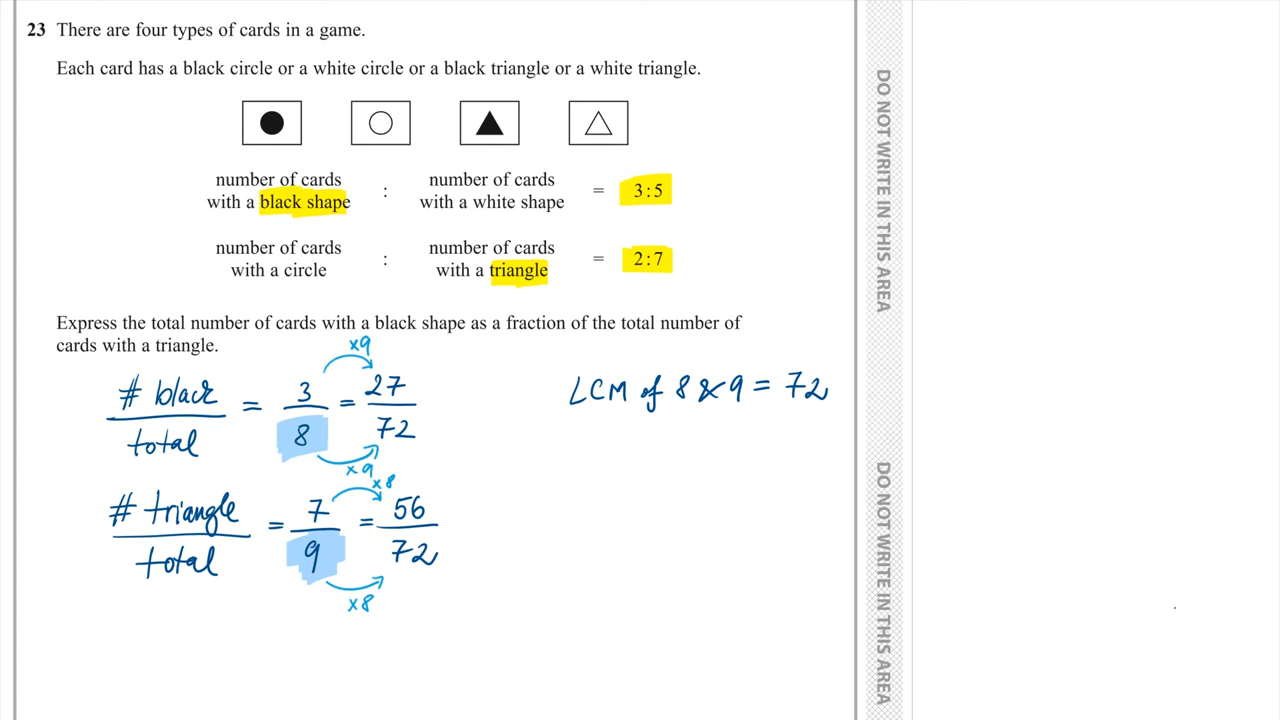 23 There are four types of cards in a game.
Each card has a black circle or a white circle or a black triangle or a white triangle.
number of cards
with a black shape
:
number of cards
with a white shape
= 3:5
number of cards
with a circle
:
number of cards
with a triangle
= 2:7
Express the total number of cards with a black shape as a fraction of the total number of
cards with a triangle.
# black / total = 3/8 = 27/72
×9
×9
LCM of 8 & 9 = 72
# triangle / total = 7/9 = 56/72
×8
×8
DO NOT WRITE IN THIS AREA
DO NOT WRITE IN THIS AREA